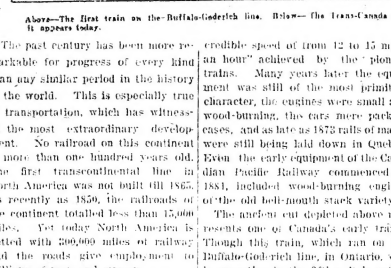 Above—The first train on the Buffalo-Goderich line. Below—The Trans-Canada
it appears today.
The past century has been more re-
arkable for progress of every kind
an any similar period in the history
the world. This is especially true
transportation, which has witness-
the most extraordinary develop-
ent. No railroad on this continent
more than one hundred years old.
e first transcontinental line in
rth America was not built till 1865.
s recently as 1850, the railroads of
e continent totalled less than 15,000
iles. Yet today North America is
etted with 300,000 miles of railway
d the roads give employment to
credible speed of from 12 to 15 m
an hour" achieved by the "pion
trains. Many years later the equ
ment was still of the most primit
character, the engines were small a
wood-burning, the cars mere pack
cases, and as late as 1873 rails of ma
were still being laid down in Queb
Even the early equipment of the Ca
dian Pacific Railway commenced
1881, included wood-burning engi
of the old bell-mouth stack variety
The ancient cut depicted above r
resents one of Canada's early trai
Though this train, which ran on
Buffalo-Goderich line, in Ontario,